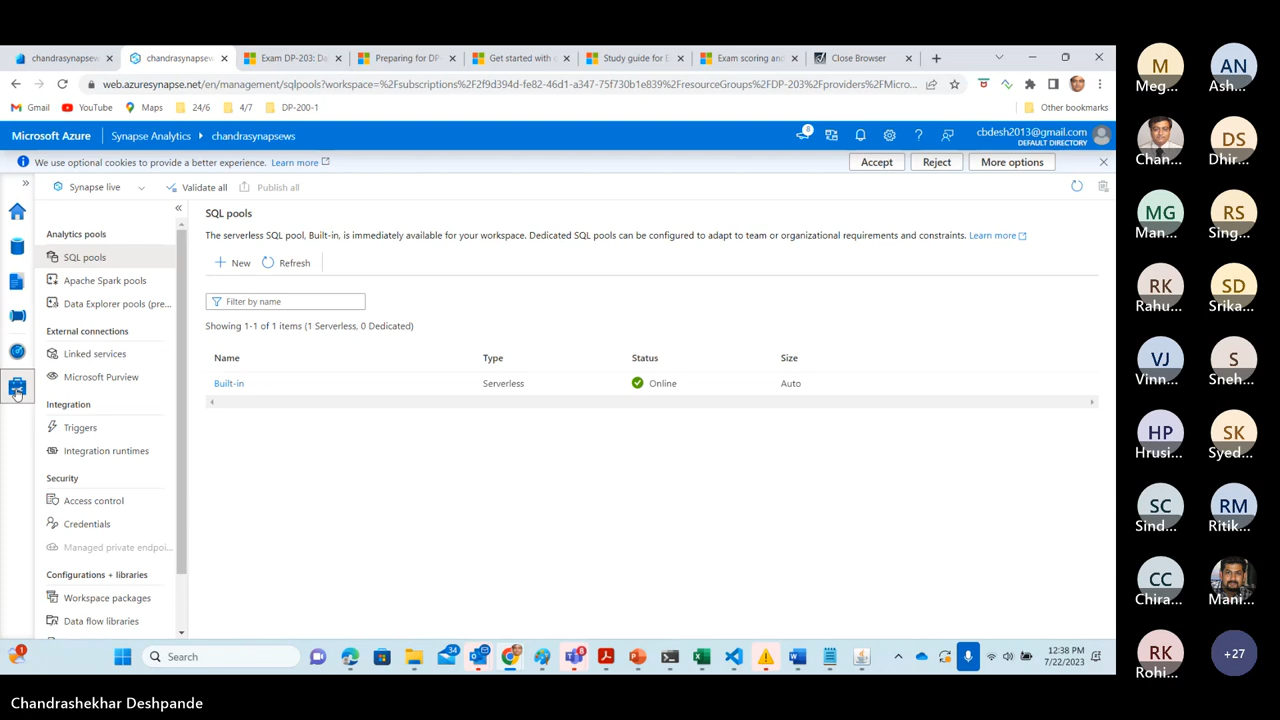 chandrasynapsew
chandrasynapsew
Exam DP-203: Da
Preparing for DP-
Get started with
Study guide for E
Exam scoring and
Close Browser
web.azuresynapse.net/en/management/sqlpools?workspace=%2Fsubscriptions%2f9d394d-fe82-46d1-947-75f730b1e839%2FresourceGroups%2FDP-203%2Fproviders%2FMicro...
Gmail
YouTube
Maps
24/6
4/7
DP-200-1
Other bookmarks
Microsoft Azure
Synapse Analytics
chandrasynapsews
8
cbdesh2013@gmail.com
DEFAULT DIRECTORY
We use optional cookies to provide a better experience. Learn more
Accept
Reject
More options
Synapse live
Validate all
Publish all
Analytics pools
SQL pools
Apache Spark pools
Data Explorer pools (pre...
External connections
Linked services
Microsoft Purview
Integration
Triggers
Integration runtimes
Security
Access control
Credentials
Managed private endpoi...
Configurations + libraries
Workspace packages
Data flow libraries
SQL pools
The serverless SQL pool, Built-in, is immediately available for your workspace. Dedicated SQL pools can be configured to adapt to team or organizational requirements and constraints. Learn more
New
Refresh
Filter by name
Showing 1-1 of 1 items (1 Serverless, 0 Dedicated)
Name Type Status Size
Built-in Serverless Online Auto
1
Search
34
8
12:38 PM
7/22/2023
M
Meg...
AN
Ash...
Chan...
DS
Dhir...
MG
Man...
RS
Sing...
RK
Rahu...
SD
Srika...
VJ
Vinn...
S
Sneh...
HP
Hrusi...
SK
Syed...
SC
Sind...
RM
Ritik...
CC
Chira...
Mani...
RK
Rohi...
+27
Chandrashekhar Deshpande